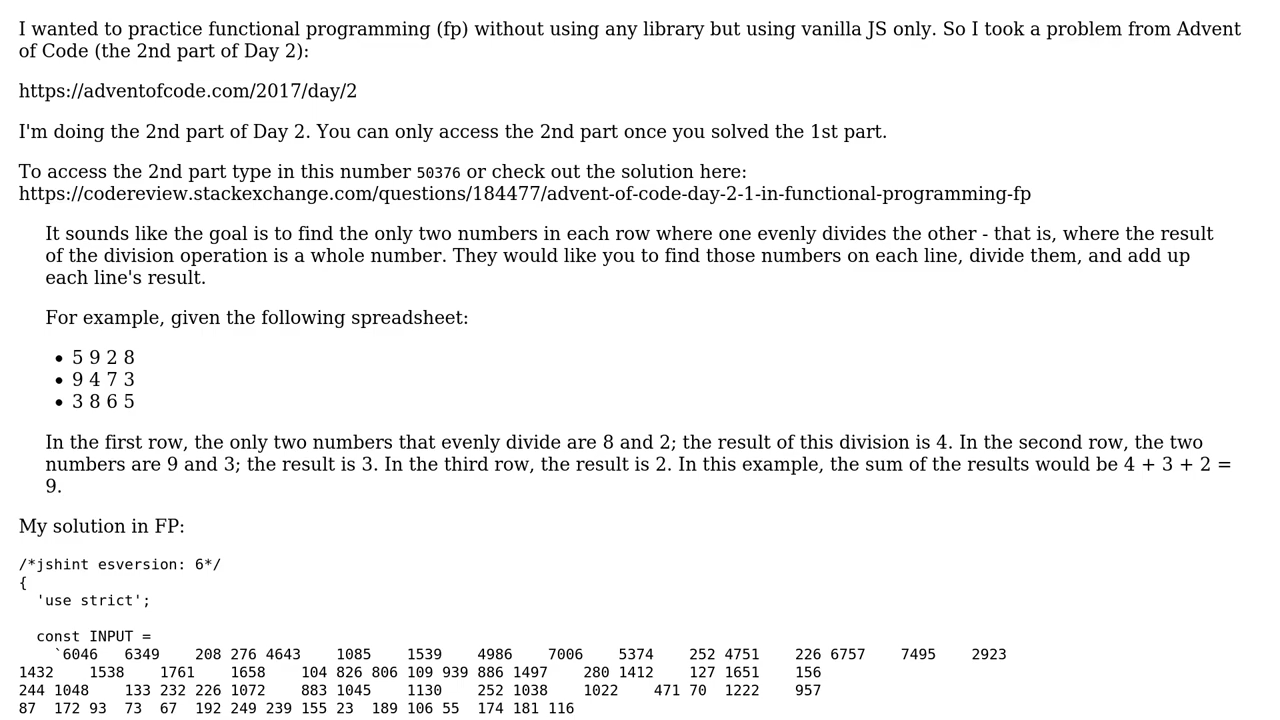 I wanted to practice functional programming (fp) without using any library but using vanilla JS only. So I took a problem from Advent
of Code (the 2nd part of Day 2):
https://adventofcode.com/2017/day/2
I'm doing the 2nd part of Day 2. You can only access the 2nd part once you solved the 1st part.
To access the 2nd part type in this number 50376 or check out the solution here:
https://codereview.stackexchange.com/questions/184477/advent-of-code-day-2-1-in-functional-programming-fp
It sounds like the goal is to find the only two numbers in each row where one evenly divides the other - that is, where the result
of the division operation is a whole number. They would like you to find those numbers on each line, divide them, and add up
each line's result.
For example, given the following spreadsheet:
• 5 9 2 8
• 9 4 7 3
• 3 8 6 5
In the first row, the only two numbers that evenly divide are 8 and 2; the result of this division is 4. In the second row, the two
numbers are 9 and 3; the result is 3. In the third row, the result is 2. In this example, the sum of the results would be 4 + 3 + 2 =
9.
My solution in FP:
/*jshint esversion: 6*/
{
  'use strict';
  const INPUT =
    `6046   6349    208 276 4643    1085    1539    4986    7006    5374    252 4751    226 6757    7495    2923
1432    1538    1761    1658    104 826 806 109 939 886 1497    280 1412    127 1651    156
244 1048    133 232 226 1072    883 1045    1130    252 1038    1022    471 70  1222    957
87  172 93  73  67  192 249 239 155 23  189 106 55  174 181 116